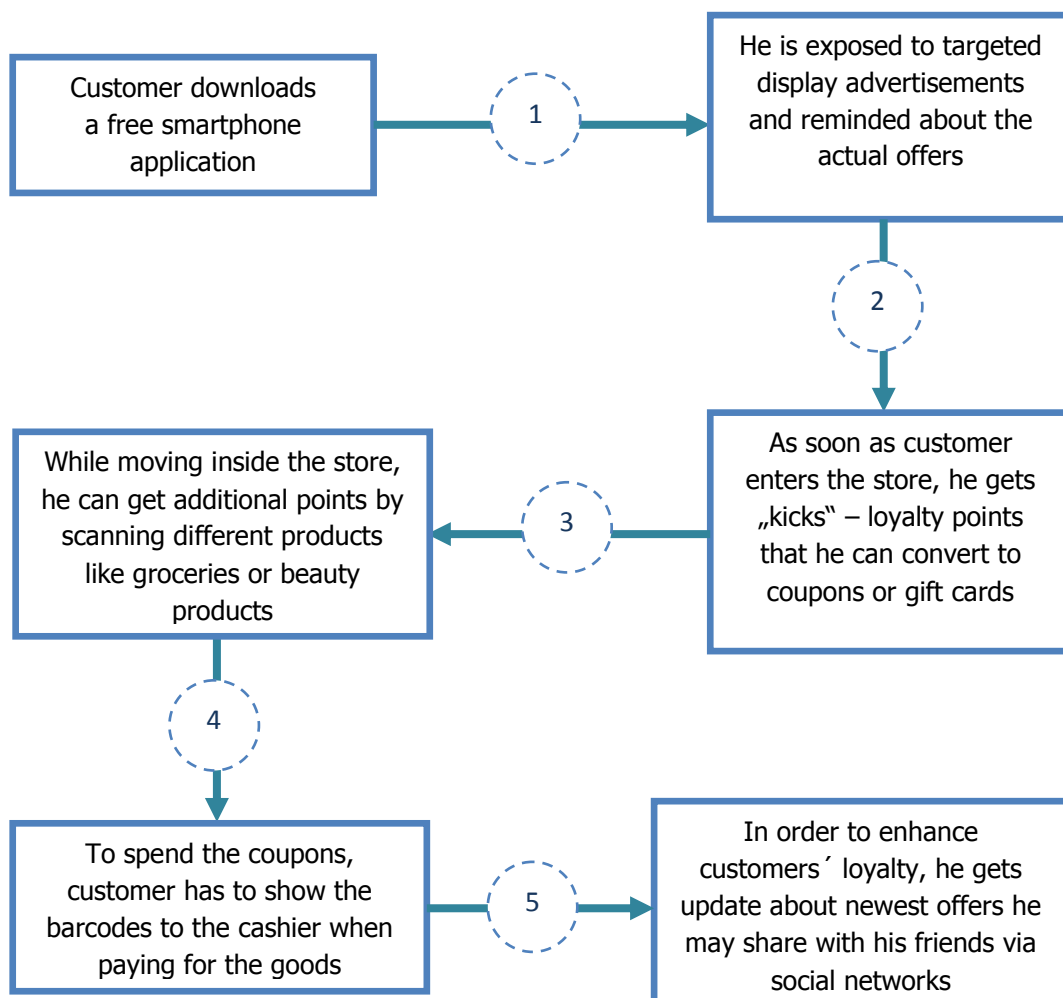 Customer downloads
a free smartphone
application
1
He is exposed to targeted
display advertisements
and reminded about the
actual offers
2
As soon as customer
enters the store, he gets
„kicks“ – loyalty points
that he can convert to
coupons or gift cards
3
While moving inside the store,
he can get additional points by
scanning different products
like groceries or beauty
products
4
To spend the coupons,
customer has to show the
barcodes to the cashier when
paying for the goods
5
In order to enhance
customers´ loyalty, he gets
update about newest offers he
may share with his friends via
social networks